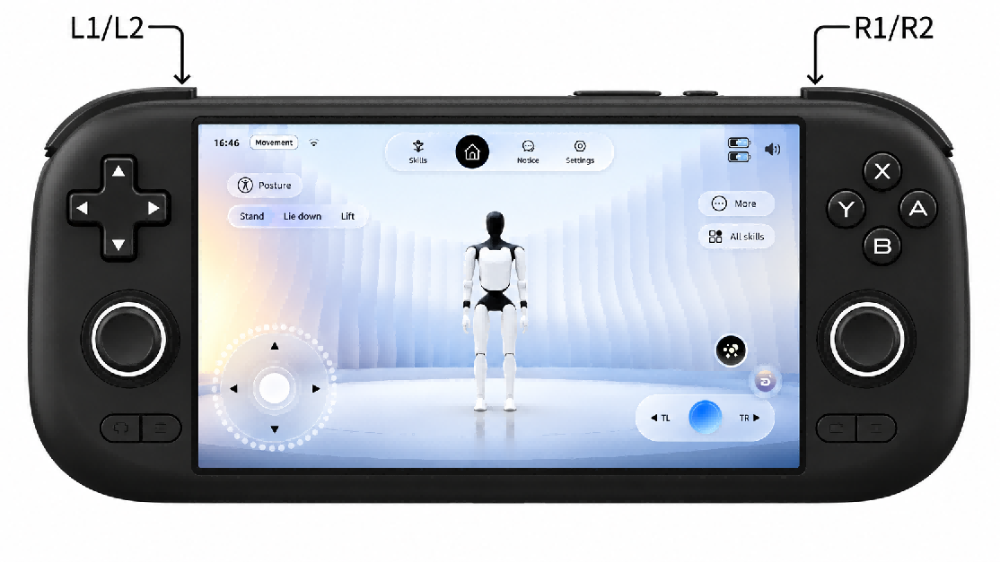 L1/L2
R1/R2
16:46 Movement
Skills Notice Settings
Posture
Stand Lie down Lift
More
All skills
X
Y A
B
TL TR